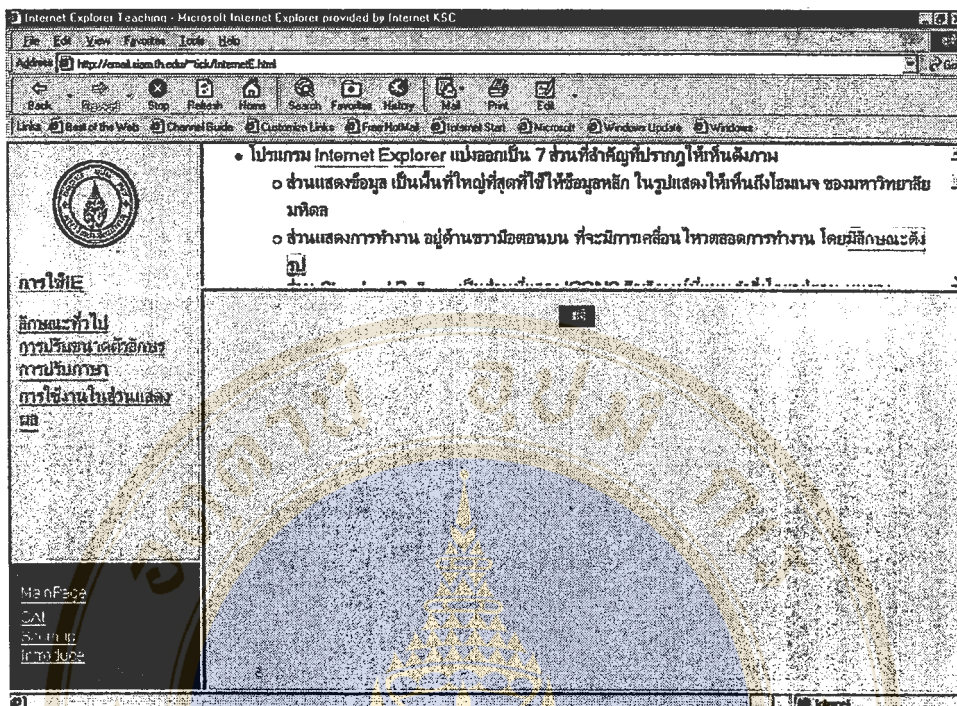 Internet Explorer Teaching - Microsoft Internet Explorer provided by Internet KSC
File Edit View Favorites Tools Help
Address Go
Back Forward Stop Refresh Home Search Favorites History Mail Print Edit
Links Best of the Web Channel Guide Customize Links Free HotMail Internet Start Microsoft Windows Update Windows
• โปรแกรม Internet Explorer แบ่งออกเป็น 7 ส่วนที่สำคัญที่ปรากฏให้เห็นดังภาพ
o ส่วนแสดงข้อมูล เป็นพื้นที่ใหญ่ที่สุดที่ใช้ให้ข้อมูลหลัก ในรูปแสดงให้เห็นถึงโฮมเพจ ของมหาวิทยาลัย
มหิดล
o ส่วนแสดงการทำงาน อยู่ด้านขวามือตอนบน ที่จะมีการเคลื่อนไหวตลอดการทำงาน โดยมีลักษณะดัง
รูป
การใช้IE
ลักษณะทั่วไป
การปรับขนาดตัวอักษร
การปรับภาษา
การใช้งานในส่วนแสดง
ผล
MainPage
CAI
Introduce
Internet